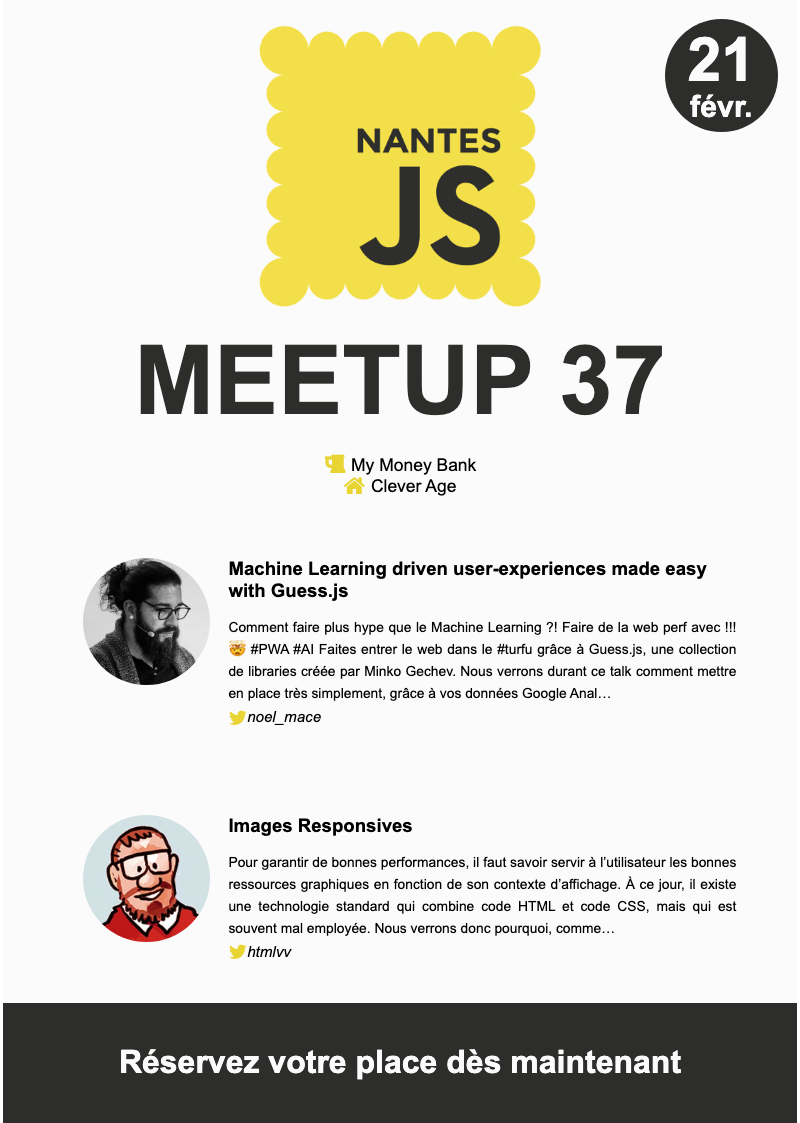 21
févr.
NANTES
JS
MEETUP 37
My Money Bank
Clever Age
Machine Learning driven user-experiences made easy
with Guess.js
Comment faire plus hype que le Machine Learning ?! Faire de la web perf avec !!!
🤯 #PWA #AI Faites entrer le web dans le #turfu grâce à Guess.js, une collection
de libraries créée par Minko Gechev. Nous verrons durant ce talk comment mettre
en place très simplement, grâce à vos données Google Anal…
noel_mace
Images Responsives
Pour garantir de bonnes performances, il faut savoir servir à l’utilisateur les bonnes
ressources graphiques en fonction de son contexte d’affichage. À ce jour, il existe
une technologie standard qui combine code HTML et code CSS, mais qui est
souvent mal employée. Nous verrons donc pourquoi, comme…
htmlvv
Réservez votre place dès maintenant